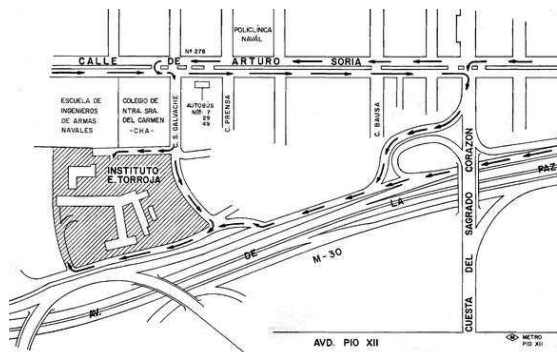 POLICLÍNICA
NAVAL
Nº 278
CALLE DE ARTURO SORIA
ESCUELA DE
INGENIEROS
DE ARMAS
NAVALES
COLEGIO DE
NTRA. SRA.
DEL CARMEN
-CHA-
C. S. GALVACHE
AUTOBUS
Nº: 7
29
49
C. PRENSA
C. BAUSA
CUESTA DEL SAGRADO CORAZON
INSTITUTO
E. TORROJA
AV. DE LA PAZ
M-30
AVD. PIO XII
M METRO
PIO XII